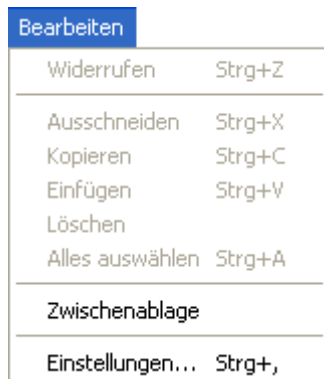 Bearbeiten
Widerrufen Strg+Z
Ausschneiden Strg+X
Kopieren Strg+C
Einfügen Strg+V
Löschen
Alles auswählen Strg+A
Zwischenablage
Einstellungen... Strg+,